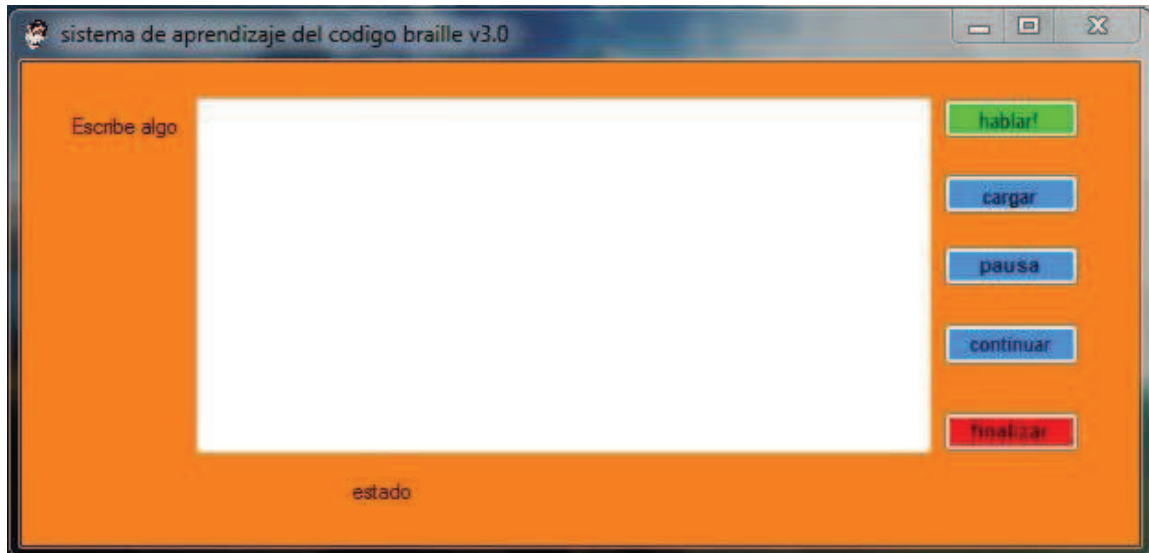 sistema de aprendizaje del codigo braille v3.0
Escribe algo
hablar!
cargar
pausa
continuar
finalizar
estado